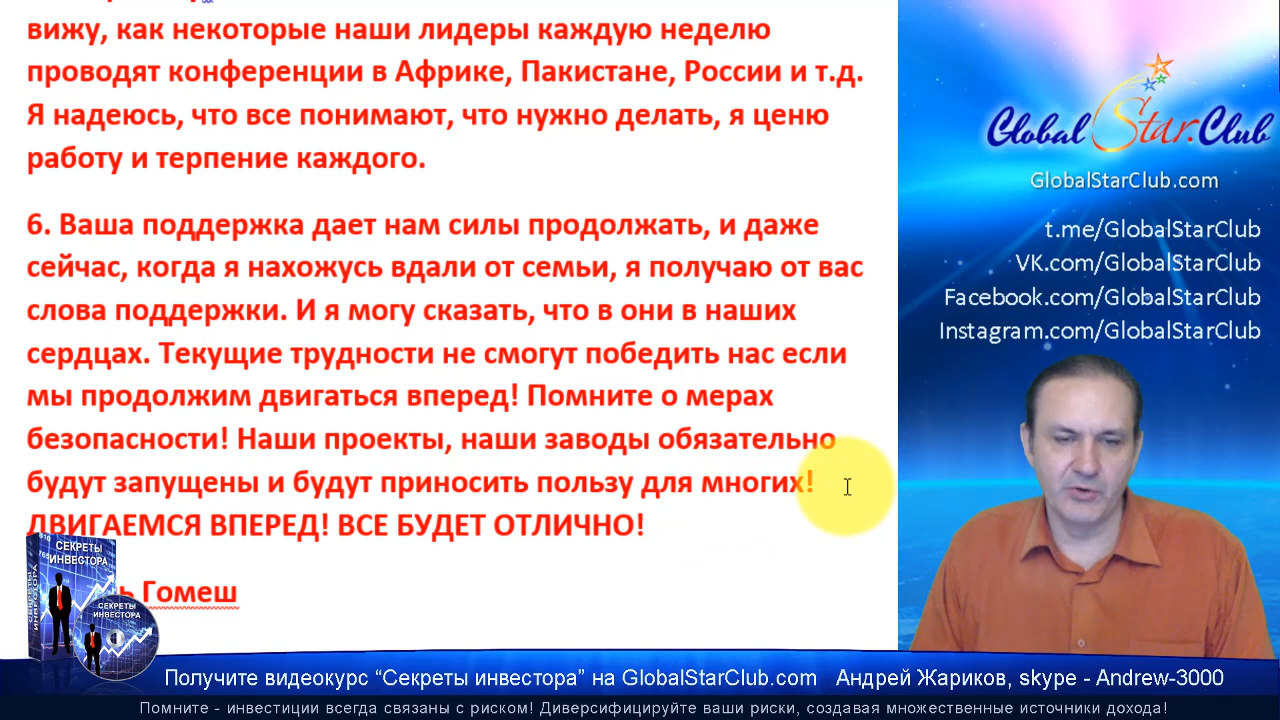 вижу, как некоторые наши лидеры каждую неделю
проводят конференции в Африке, Пакистане, России и т.д.
Я надеюсь, что все понимают, что нужно делать, я ценю
работу и терпение каждого.
6. Ваша поддержка дает нам силы продолжать, и даже
сейчас, когда я нахожусь вдали от семьи, я получаю от вас
слова поддержки. И я могу сказать, что в они в наших
сердцах. Текущие трудности не смогут победить нас если
мы продолжим двигаться вперед! Помните о мерах
безопасности! Наши проекты, наши заводы обязательно
будут запущены и будут приносить пользу для многих!
ДВИГАЕМСЯ ВПЕРЕД! ВСЕ БУДЕТ ОТЛИЧНО!
Гомеш
Global Star.Club
GlobalStarClub.com
t.me/GlobalStarClub
VK.com/GlobalStarClub
Facebook.com/GlobalStarClub
Instagram.com/GlobalStarClub
СЕКРЕТЫ
ИНВЕСТОРА
СЕКРЕТЫ
ИНВЕСТОРА
СЕКРЕТЫ
ИНВЕСТОРА
Получите видеокурс “Секреты инвестора” на GlobalStarClub.com Андрей Жариков, skype - Andrew-3000
Помните - инвестиции всегда связаны с риском! Диверсифицируйте ваши риски, создавая множественные источники дохода!